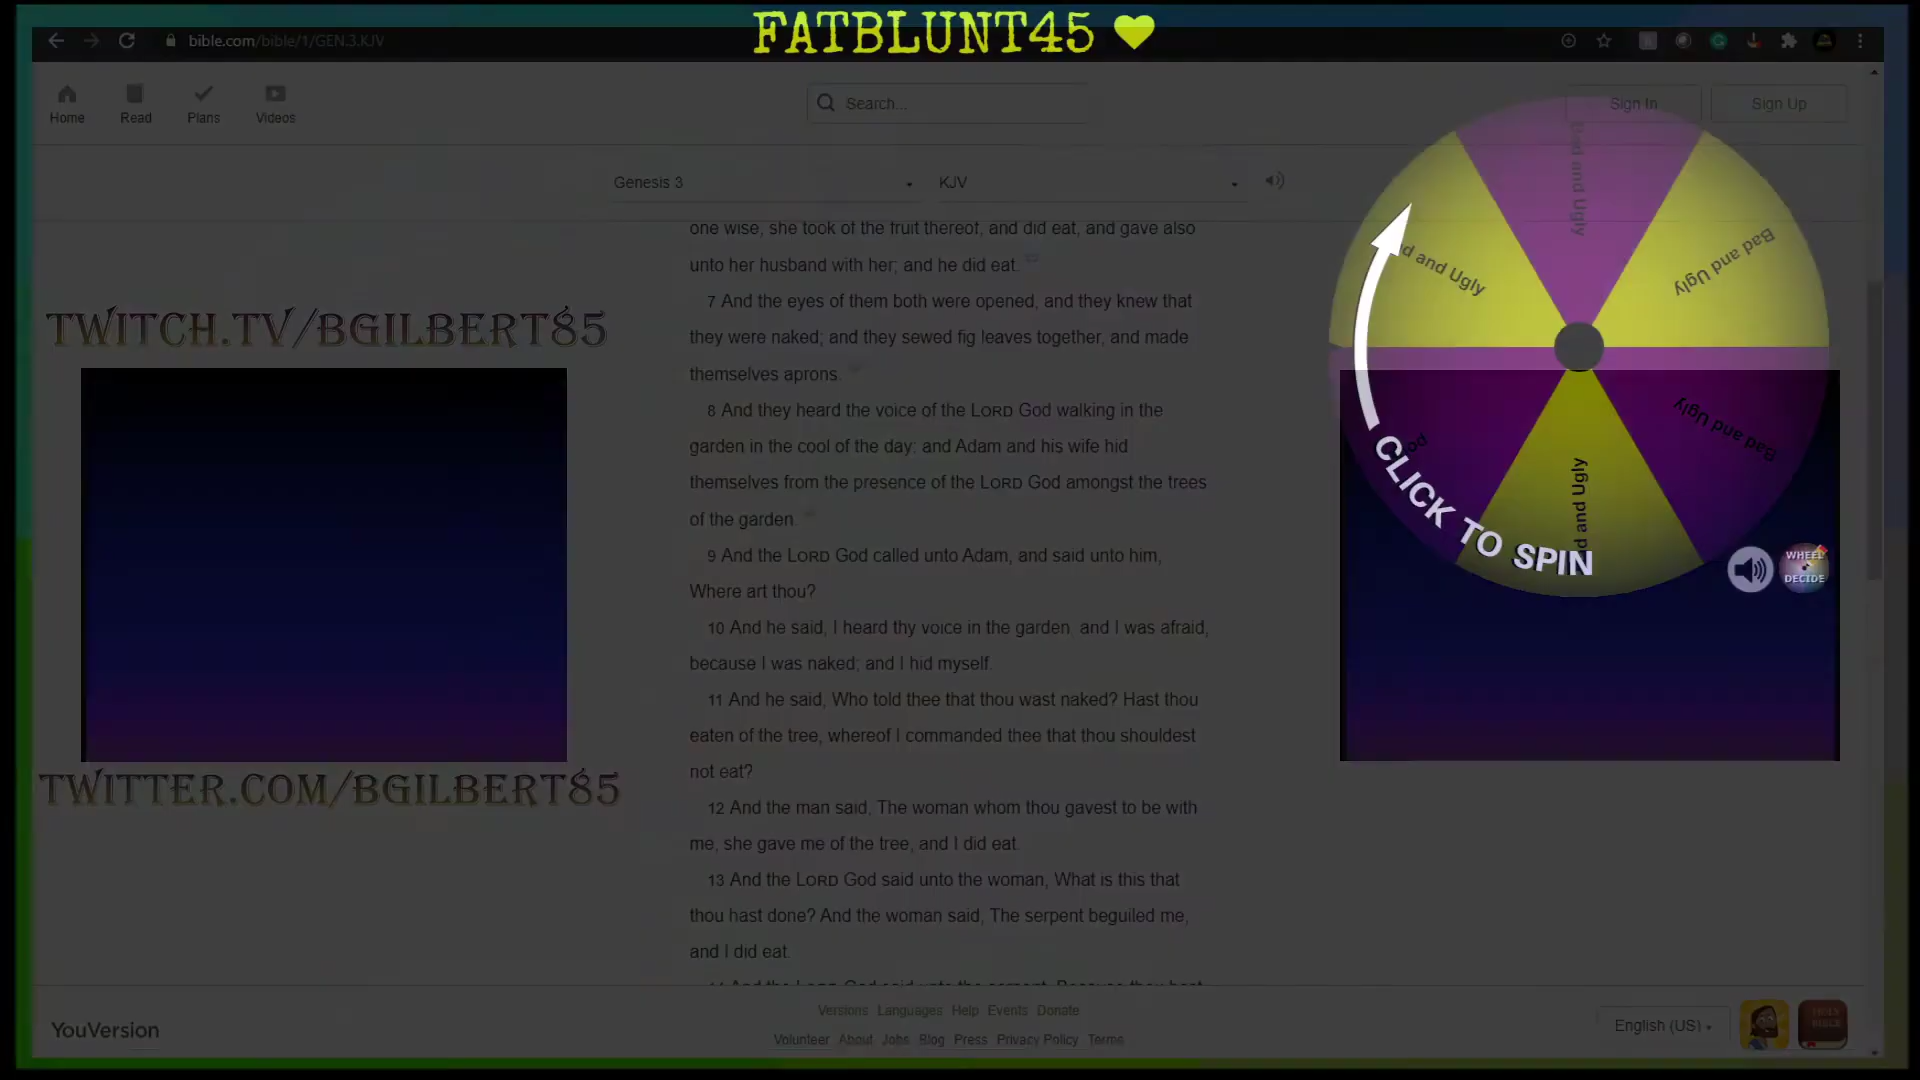 FATBLUNT45
bible.com/bible/1/GEN.3.KJV
Home
Read
Plans
Videos
Search...
Sign In
Sign Up
Genesis 3
KJV
one wise, she took of the fruit thereof, and did eat, and gave also
unto her husband with her; and he did eat.
7 And the eyes of them both were opened, and they knew that
they were naked; and they sewed fig leaves together, and made
themselves aprons.
8 And they heard the voice of the LORD God walking in the
garden in the cool of the day: and Adam and his wife hid
themselves from the presence of the LORD God amongst the trees
of the garden.
9 And the LORD God called unto Adam, and said unto him,
Where art thou?
10 And he said, I heard thy voice in the garden, and I was afraid,
because I was naked; and I hid myself.
11 And he said, Who told thee that thou wast naked? Hast thou
eaten of the tree, whereof I commanded thee that thou shouldest
not eat?
12 And the man said, The woman whom thou gavest to be with
me, she gave me of the tree, and I did eat.
13 And the LORD God said unto the woman, What is this that
thou hast done? And the woman said, The serpent beguiled me,
and I did eat.
TWITCH.TV/BGILBERT85
TWITTER.COM/BGILBERT85
Bad and Ugly
Bad and Ugly
and Ugly
Bad and Ugly
and Ugly
CLICK TO SPIN
WHEEL
DECIDE
YouVersion
Versions Languages Help Events Donate
Volunteer About Jobs Blog Press Privacy Policy Terms
English (US)
HOLY
BIBLE